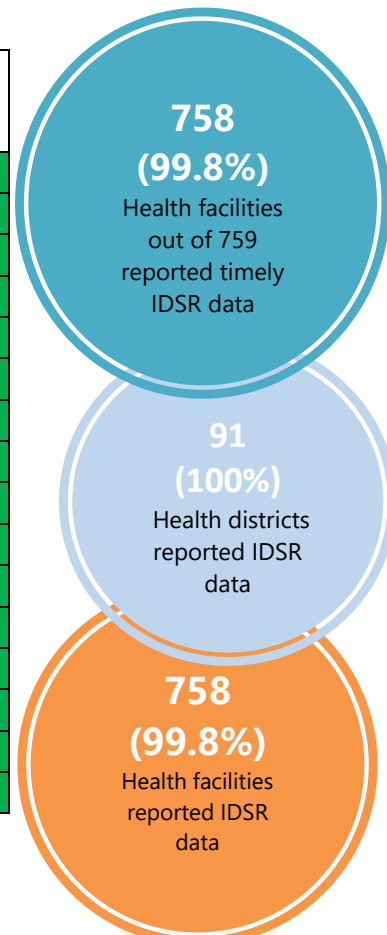 758
(99.8%)
Health facilities
out of 759
reported timely
IDSR data
91
(100%)
Health districts
reported IDSR
data
758
(99.8%)
Health facilities
reported IDSR
data